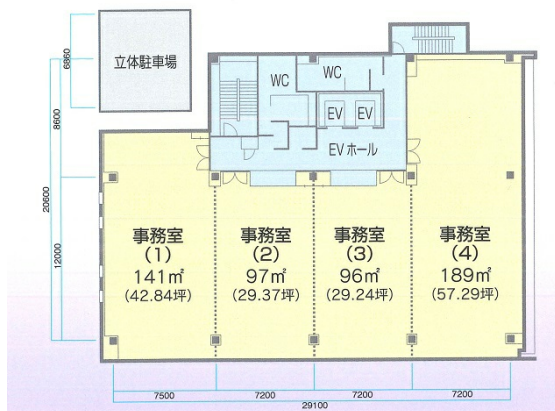 立体駐車場
WC
WC
EV
EV
EVホール
6860
8600
20600
12000
事務室
(1)
141㎡
(42.84坪)
事務室
(2)
97㎡
(29.37坪)
事務室
(3)
96㎡
(29.24坪)
事務室
(4)
189㎡
(57.29坪)
7500
7200
7200
7200
29100